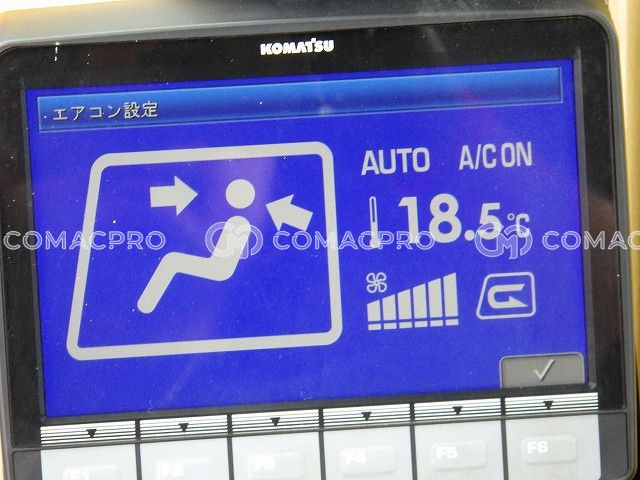 KOMATSU
エアコン設定
AUTO A/CON
18.5°C
COMACPRO COMACPRO COMACPRO
F1 F2 F3 F4 F5 F6